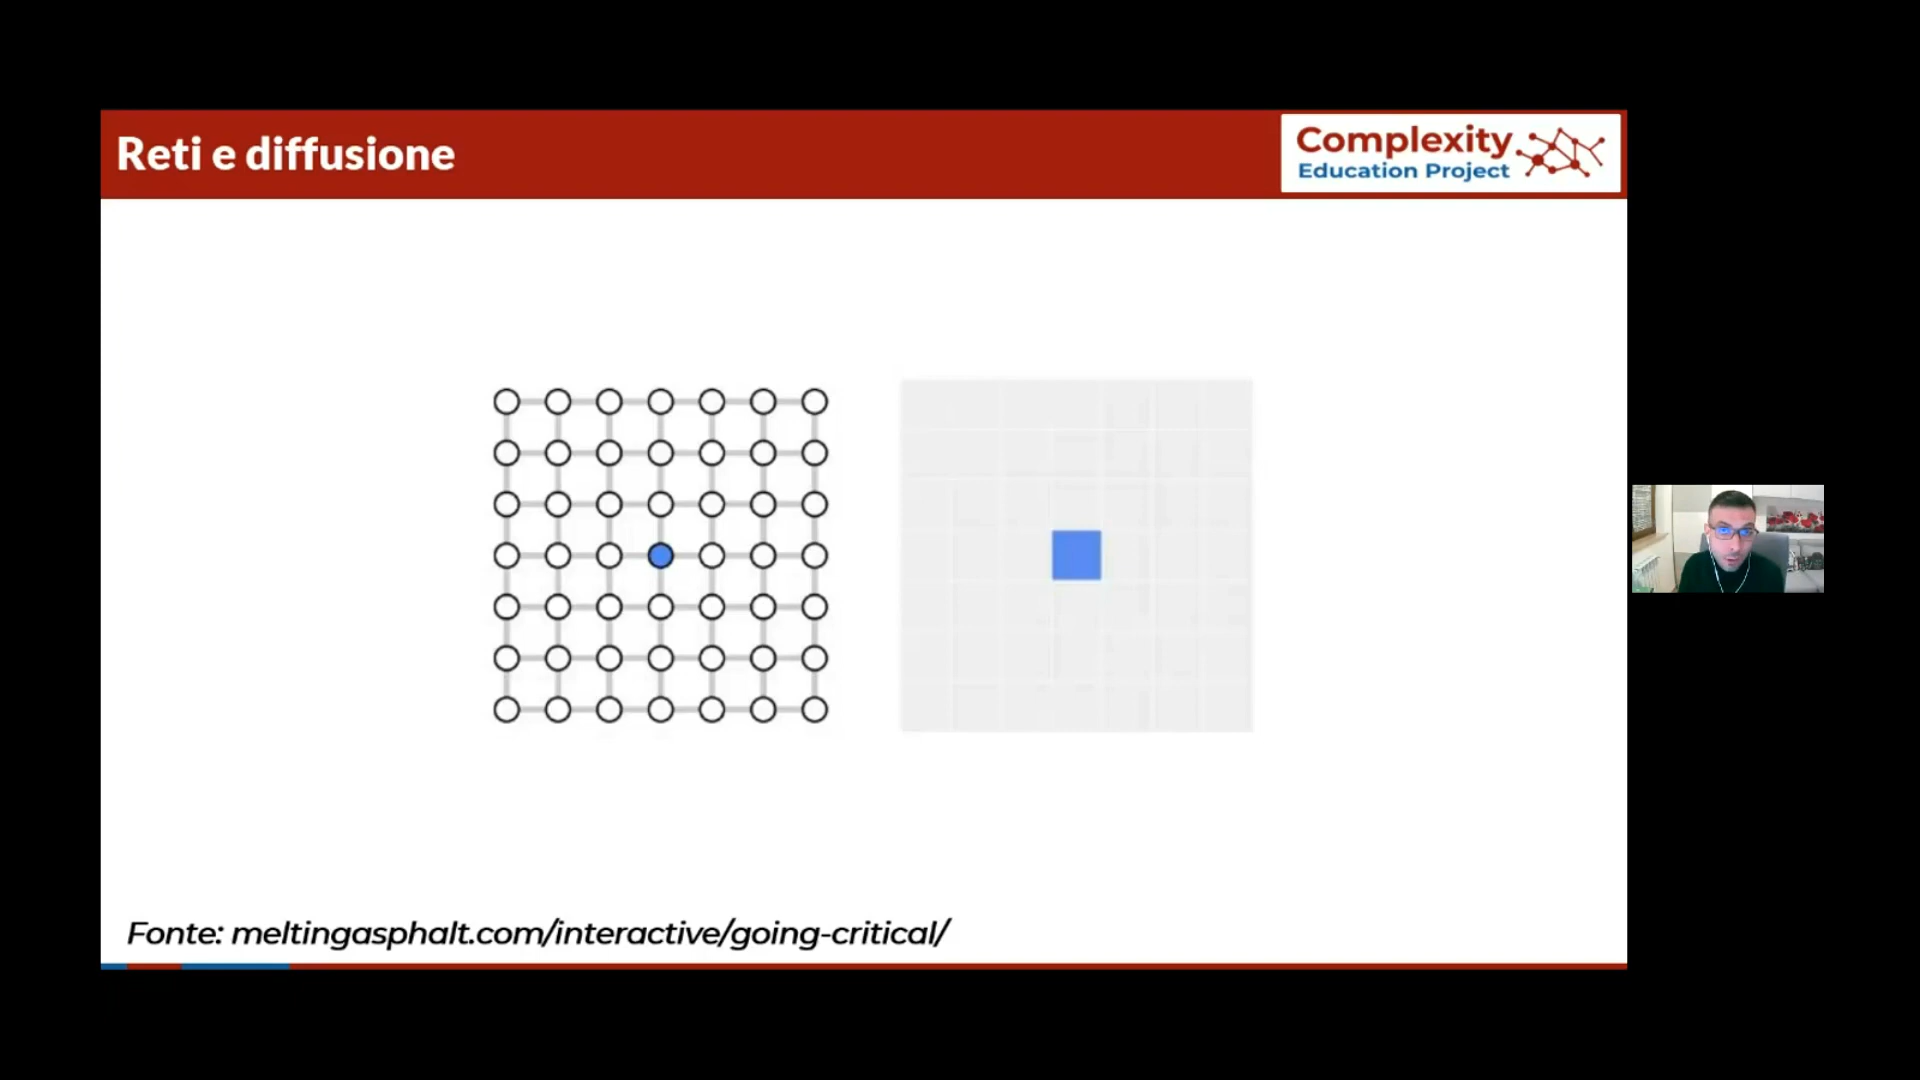 Reti e diffusione
Complexity
Education Project
Fonte: meltingasphalt.com/interactive/going-critical/